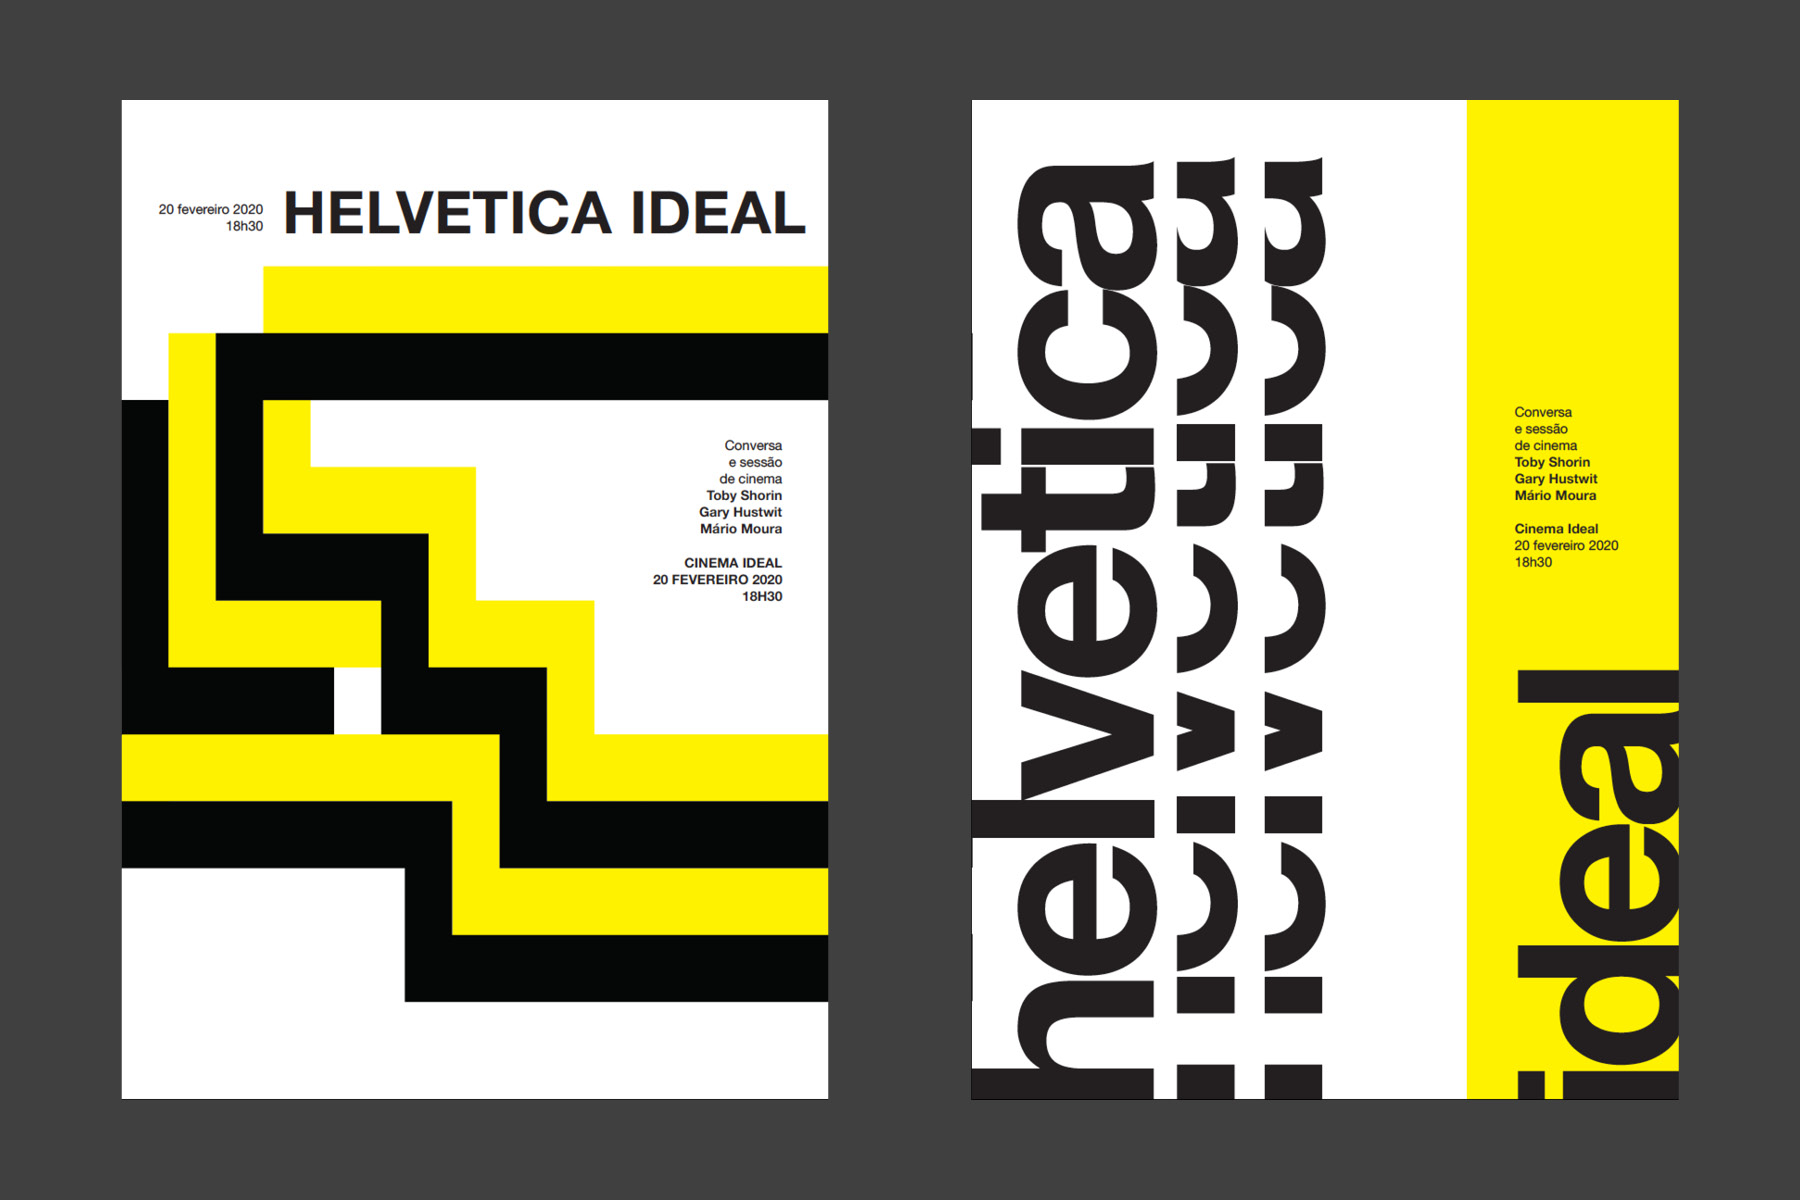 20 fevereiro 2020
18h30
HELVETICA IDEAL
Conversa
e sessão
de cinema
Toby Shorin
Gary Hustwit
Mário Moura
CINEMA IDEAL
20 FEVEREIRO 2020
18H30
helvetica
Conversa
e sessão
de cinema
Toby Shorin
Gary Hustwit
Mário Moura
Cinema Ideal
20 fevereiro 2020
18h30
ideal